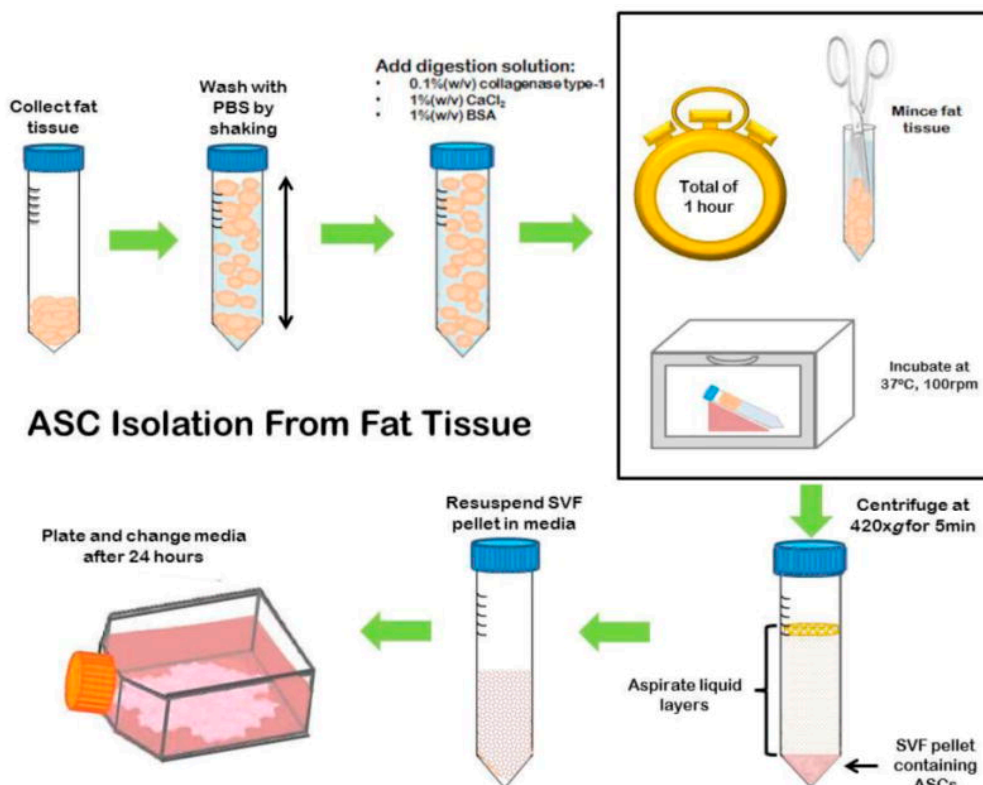 Collect fat
tissue
Wash with
PBS by
shaking
Add digestion solution:
• 0.1%(w/v) collagenase type-1
• 1%(w/v) CaCl₂
• 1%(w/v) BSA
Total of
1 hour
Mince fat
tissue
Incubate at
37ºC, 100rpm
ASC Isolation From Fat Tissue
Centrifuge at
420xg for 5min
Aspirate liquid
layers
SVF pellet
containing
ASCs
Resuspend SVF
pellet in media
Plate and change media
after 24 hours